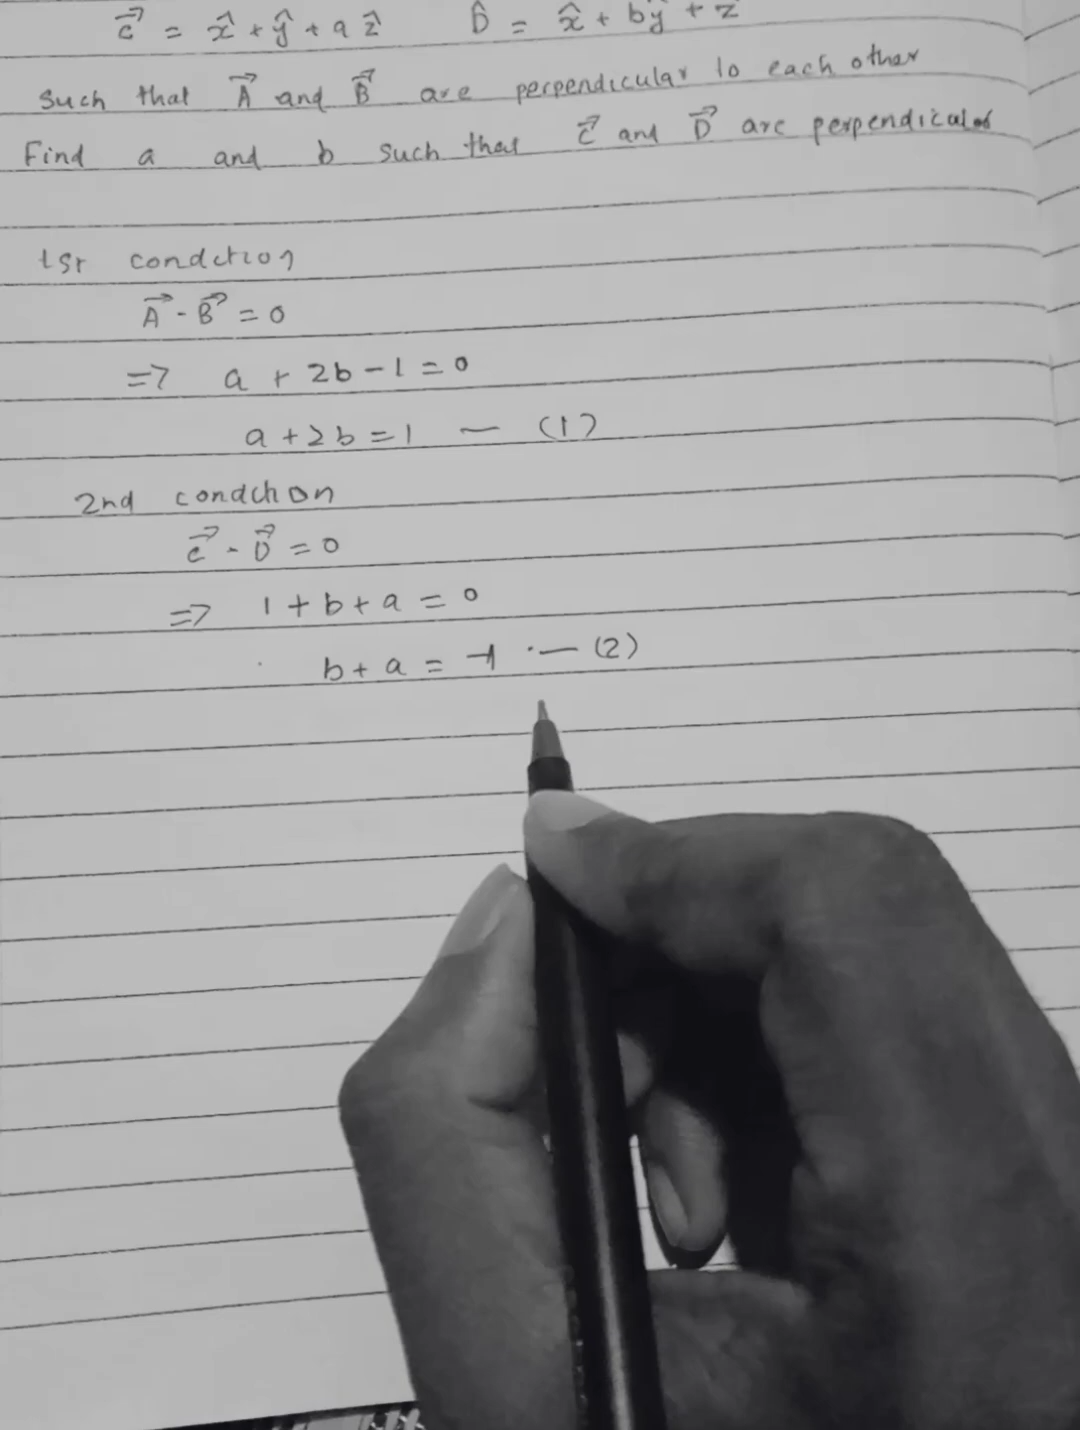 C⃗ = x̂ + ŷ + a ẑ D̂ = x̂ + bŷ + z
Such that A⃗ and B⃗ are perpendicular to each other
Find a and b such that C⃗ and D⃗ are perpendicular
1st condition
A⃗ · B⃗ = 0
=> a + 2b - 1 = 0
a + 2b = 1 — (1)
2nd condition
C⃗ · D⃗ = 0
=> 1 + b + a = 0
b + a = -1 — (2)